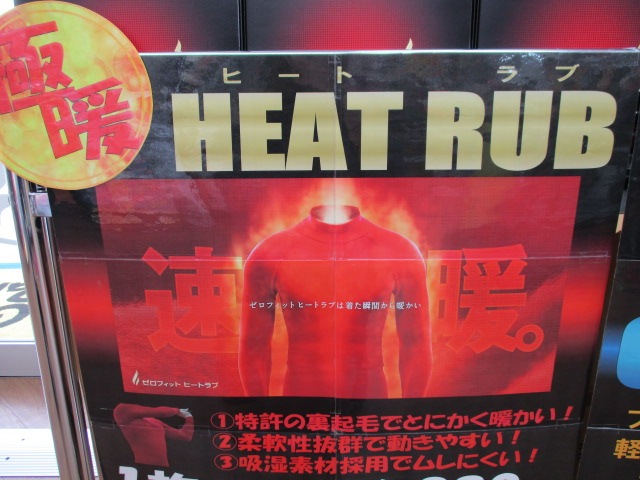 極暖
ヒート ラブ
HEAT RUB
速暖。
ゼロフィットヒートラブは着た瞬間から暖かい
ゼロフィット ヒートラブ
①特許の裏起毛でとにかく暖かい!
②柔軟性抜群で動きやすい!
③吸湿素材採用でムレにくい!
軽